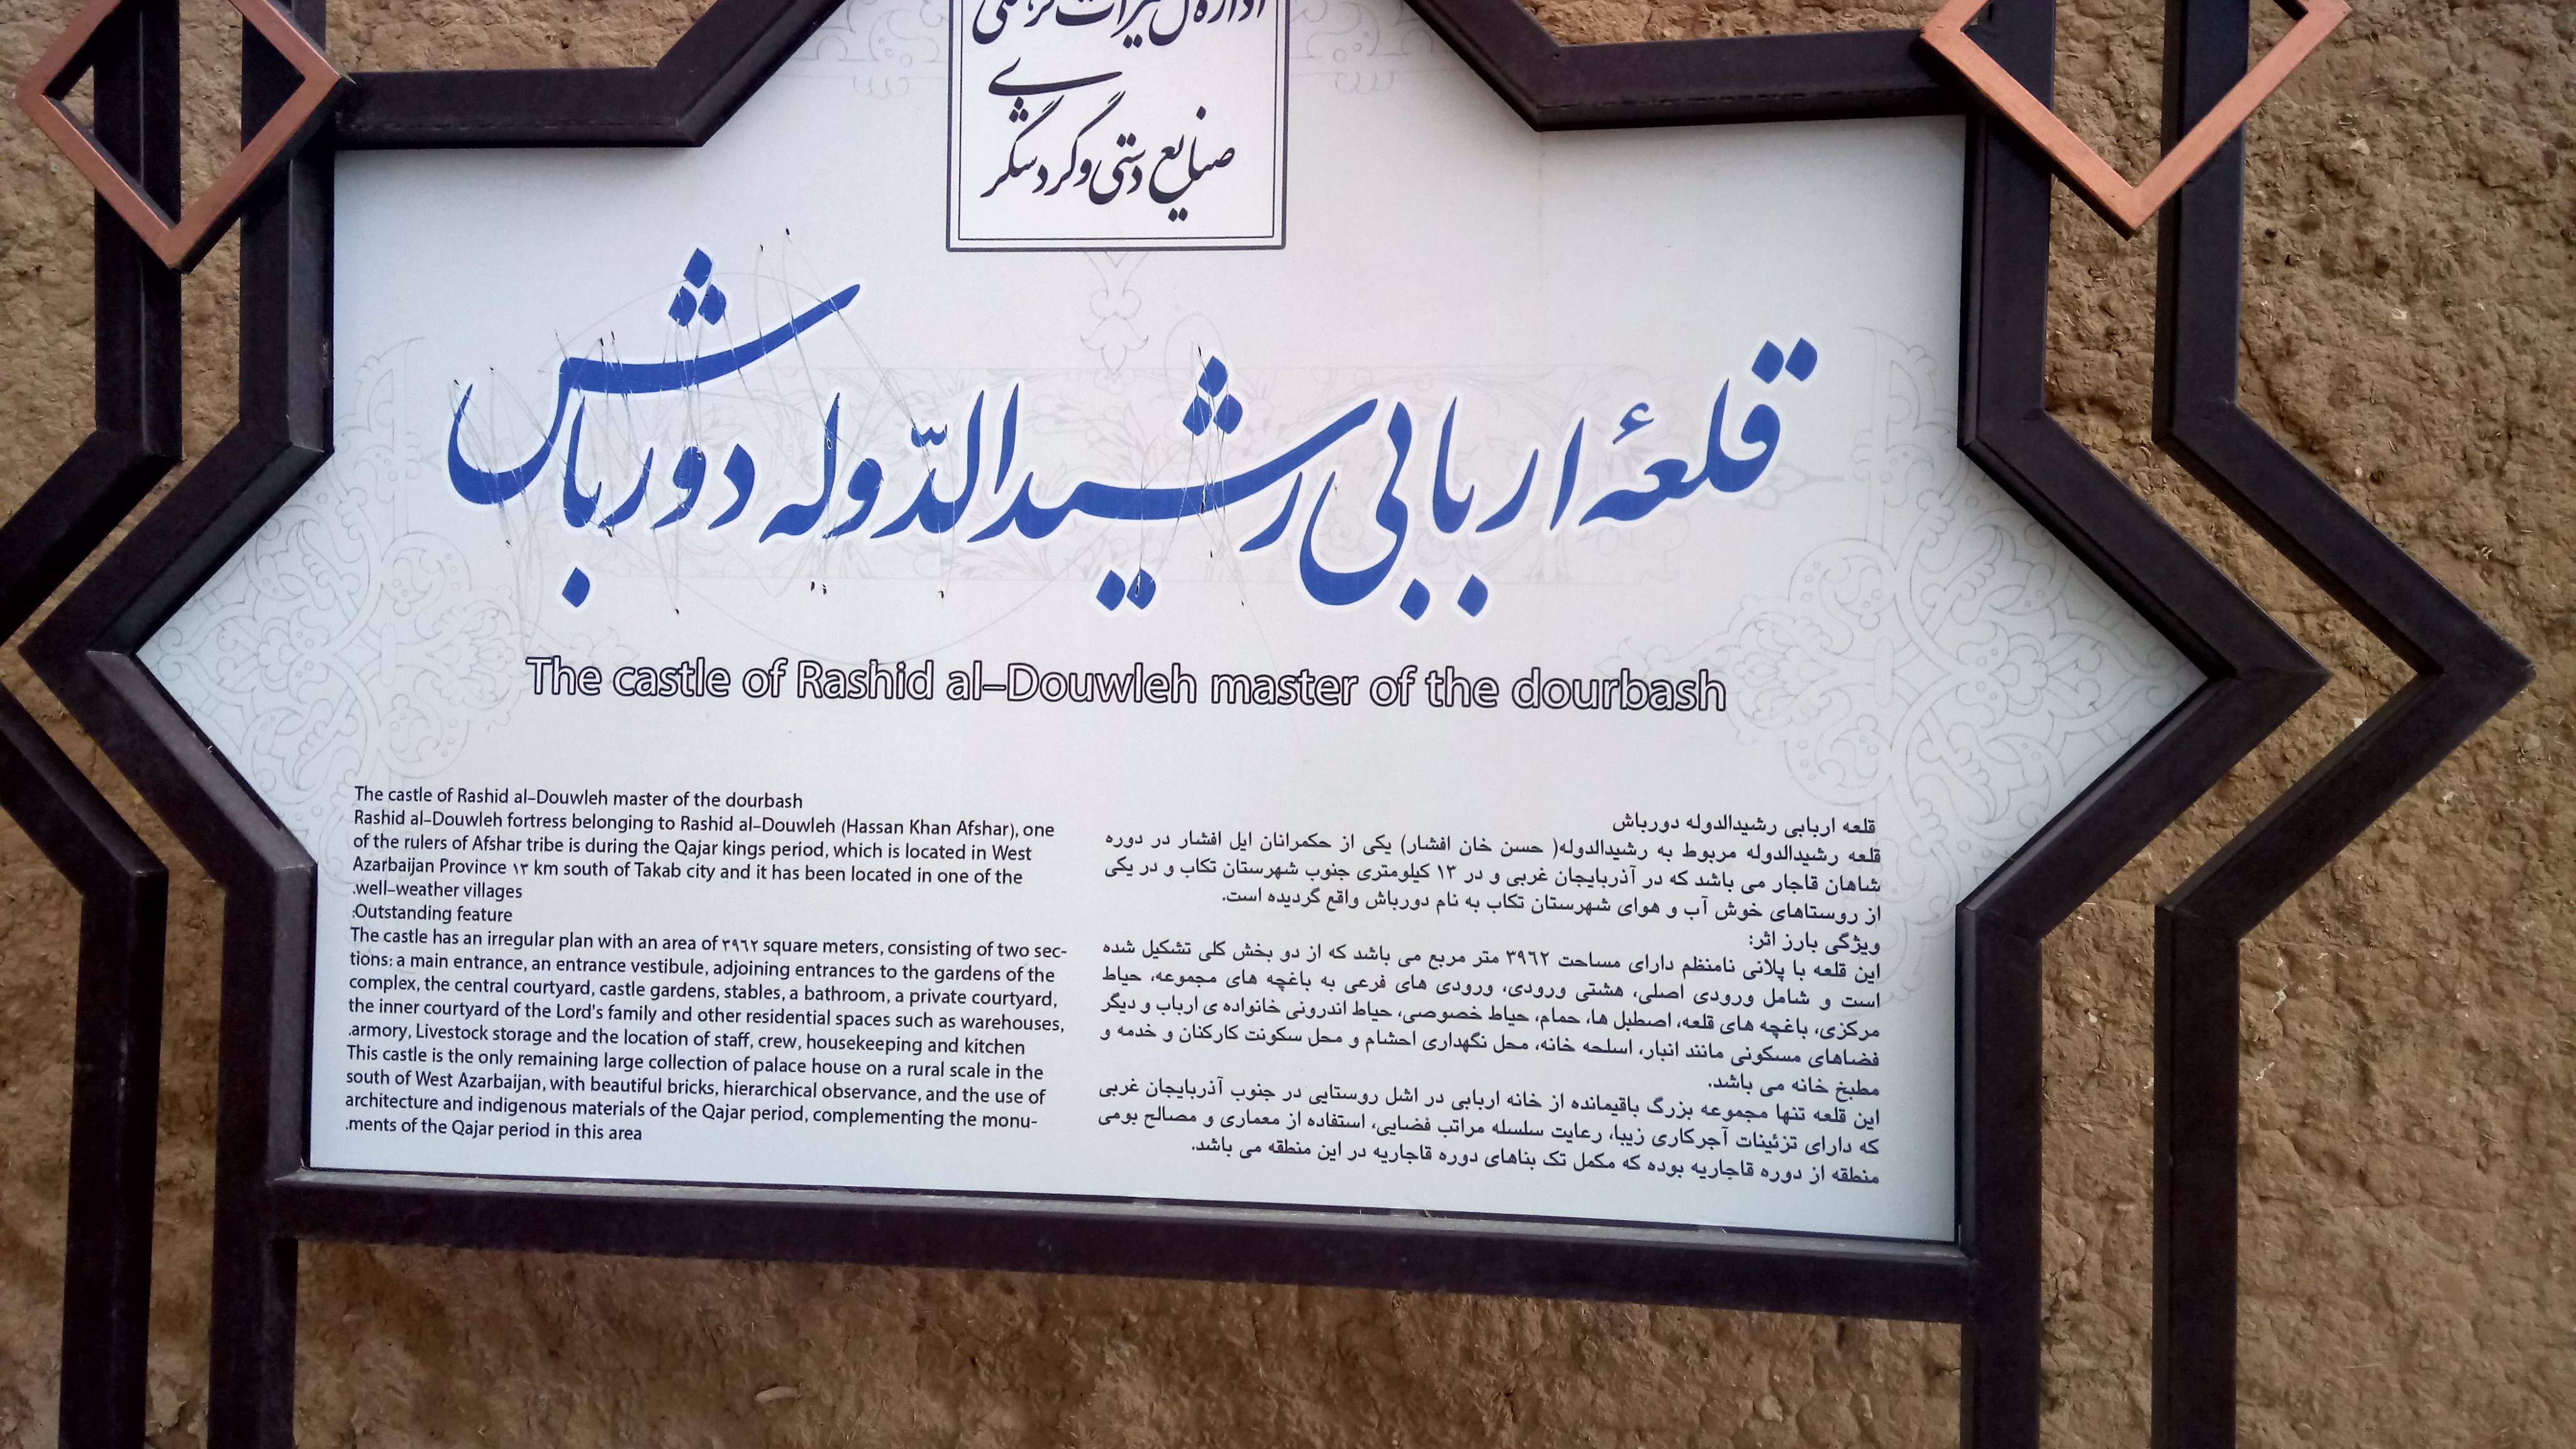 اداره کل میراث فرهنگی
صنایع دستی و گردشگری
قلعهٔ اربابی رشیدالدّوله دورباش
The castle of Rashid al–Douwleh master of the dourbash
The castle of Rashid al–Douwleh master of the dourbash
Rashid al–Douwleh fortress belonging to Rashid al–Douwleh (Hassan Khan Afshar), one
of the rulers of Afshar tribe is during the Qajar kings period, which is located in West
Azarbaijan Province ۱۳ km south of Takab city and it has been located in one of the
.well–weather villages
:Outstanding feature
The castle has an irregular plan with an area of ۳۹٦۲ square meters, consisting of two sec-
tions: a main entrance, an entrance vestibule, adjoining entrances to the gardens of the
complex, the central courtyard, castle gardens, stables, a bathroom, a private courtyard,
the inner courtyard of the Lord's family and other residential spaces such as warehouses,
.armory, Livestock storage and the location of staff, crew, housekeeping and kitchen
This castle is the only remaining large collection of palace house on a rural scale in the
south of West Azarbaijan, with beautiful bricks, hierarchical observance, and the use of
architecture and indigenous materials of the Qajar period, complementing the monu-
.ments of the Qajar period in this area
قلعه اربابی رشیدالدوله دورباش
قلعه رشیدالدوله مربوط به رشیدالدوله( حسن خان افشار) یکی از حکمرانان ایل افشار در دوره
شاهان قاجار می باشد که در آذربایجان غربی و در ۱۳ کیلومتری جنوب شهرستان تکاب و در یکی
از روستاهای خوش آب و هوای شهرستان تکاب به نام دورباش واقع گردیده است.
ویژگی بارز اثر:
این قلعه با پلانی نامنظم دارای مساحت ۳۹٦۲ متر مربع می باشد که از دو بخش کلی تشکیل شده
است و شامل ورودی اصلی، هشتی ورودی، ورودی های فرعی به باغچه های مجموعه، حیاط
مرکزی، باغچه های قلعه، اصطبل ها، حمام، حیاط خصوصی، حیاط اندرونی خانواده ی ارباب و دیگر
فضاهای مسکونی مانند انبار، اسلحه خانه، محل نگهداری احشام و محل سکونت کارکنان و خدمه و
مطبخ خانه می باشد.
این قلعه تنها مجموعه بزرگ باقیمانده از خانه اربابی در اشل روستایی در جنوب آذربایجان غربی
که دارای تزئینات آجرکاری زیبا، رعایت سلسله مراتب فضایی، استفاده از معماری و مصالح بومی
منطقه از دوره قاجاریه بوده که مکمل تک بناهای دوره قاجاریه در این منطقه می باشد.